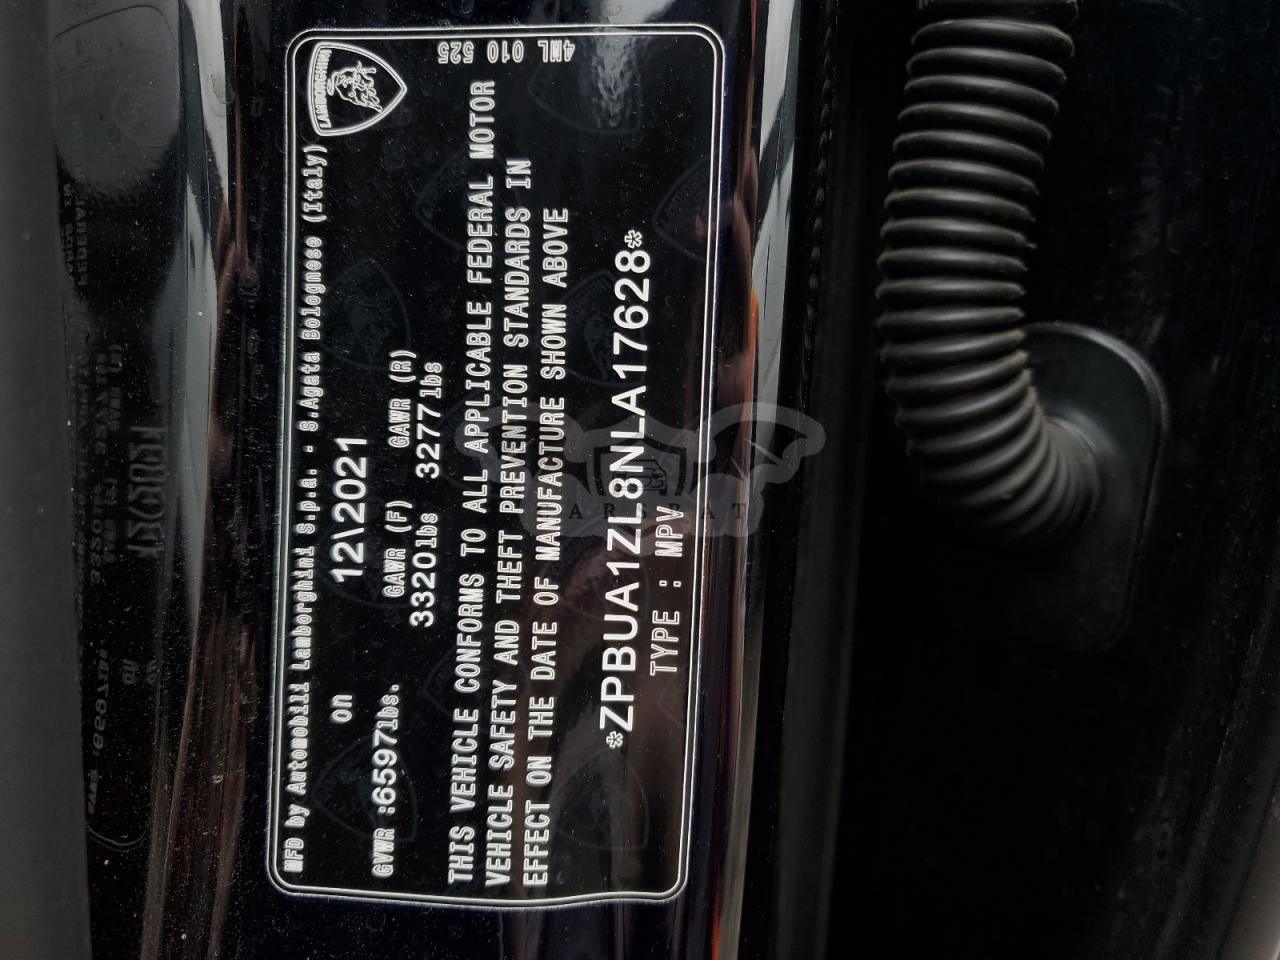 LAMBORGHINI
MFD by Automobili Lamborghini S.p.a. - S.Agata Bolognese (Italy)
on 12\2021
GAWR (F) GAWR (R)
GVWR :6597lbs. 3320lbs 3277lbs
4ML 010 525
THIS VEHICLE CONFORMS TO ALL APPLICABLE FEDERAL MOTOR
VEHICLE SAFETY AND THEFT PREVENTION STANDARDS IN
EFFECT ON THE DATE OF MANUFACTURE SHOWN ABOVE
*ZPBUA1ZL8NLA17628*
TYPE : MPV